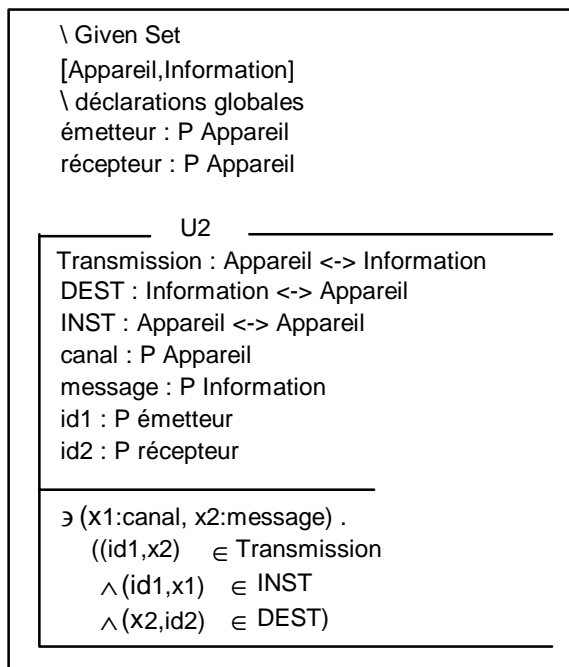 \ Given Set
[Appareil,Information]
\ déclarations globales
émetteur : P Appareil
récepteur : P Appareil
U2
Transmission : Appareil <-> Information
DEST : Information <-> Appareil
INST : Appareil <-> Appareil
canal : P Appareil
message : P Information
id1 : P émetteur
id2 : P récepteur
∋ (x1:canal, x2:message) .
((id1,x2) ∈ Transmission
∧ (id1,x1) ∈ INST
∧ (x2,id2) ∈ DEST)